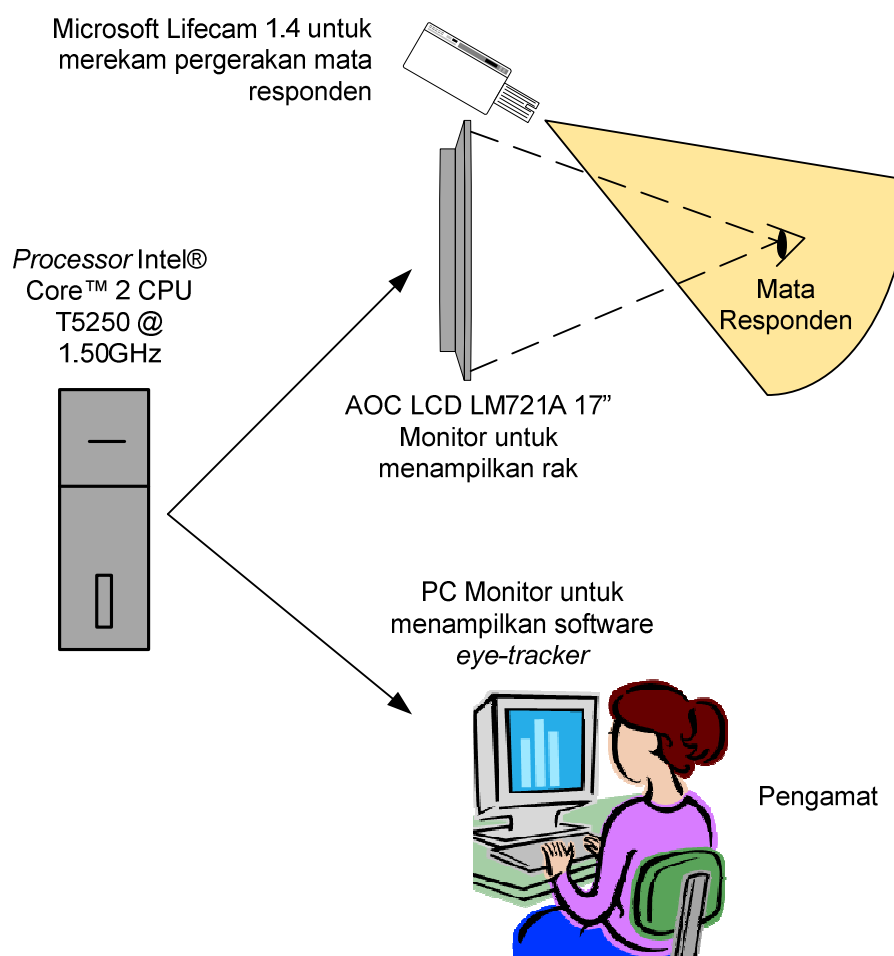 Microsoft Lifecam 1.4 untuk
merekam pergerakan mata
responden
Processor Intel®
Core™ 2 CPU
T5250 @
1.50GHz
Mata
Responden
AOC LCD LM721A 17”
Monitor untuk
menampilkan rak
PC Monitor untuk
menampilkan software
eye-tracker
Pengamat